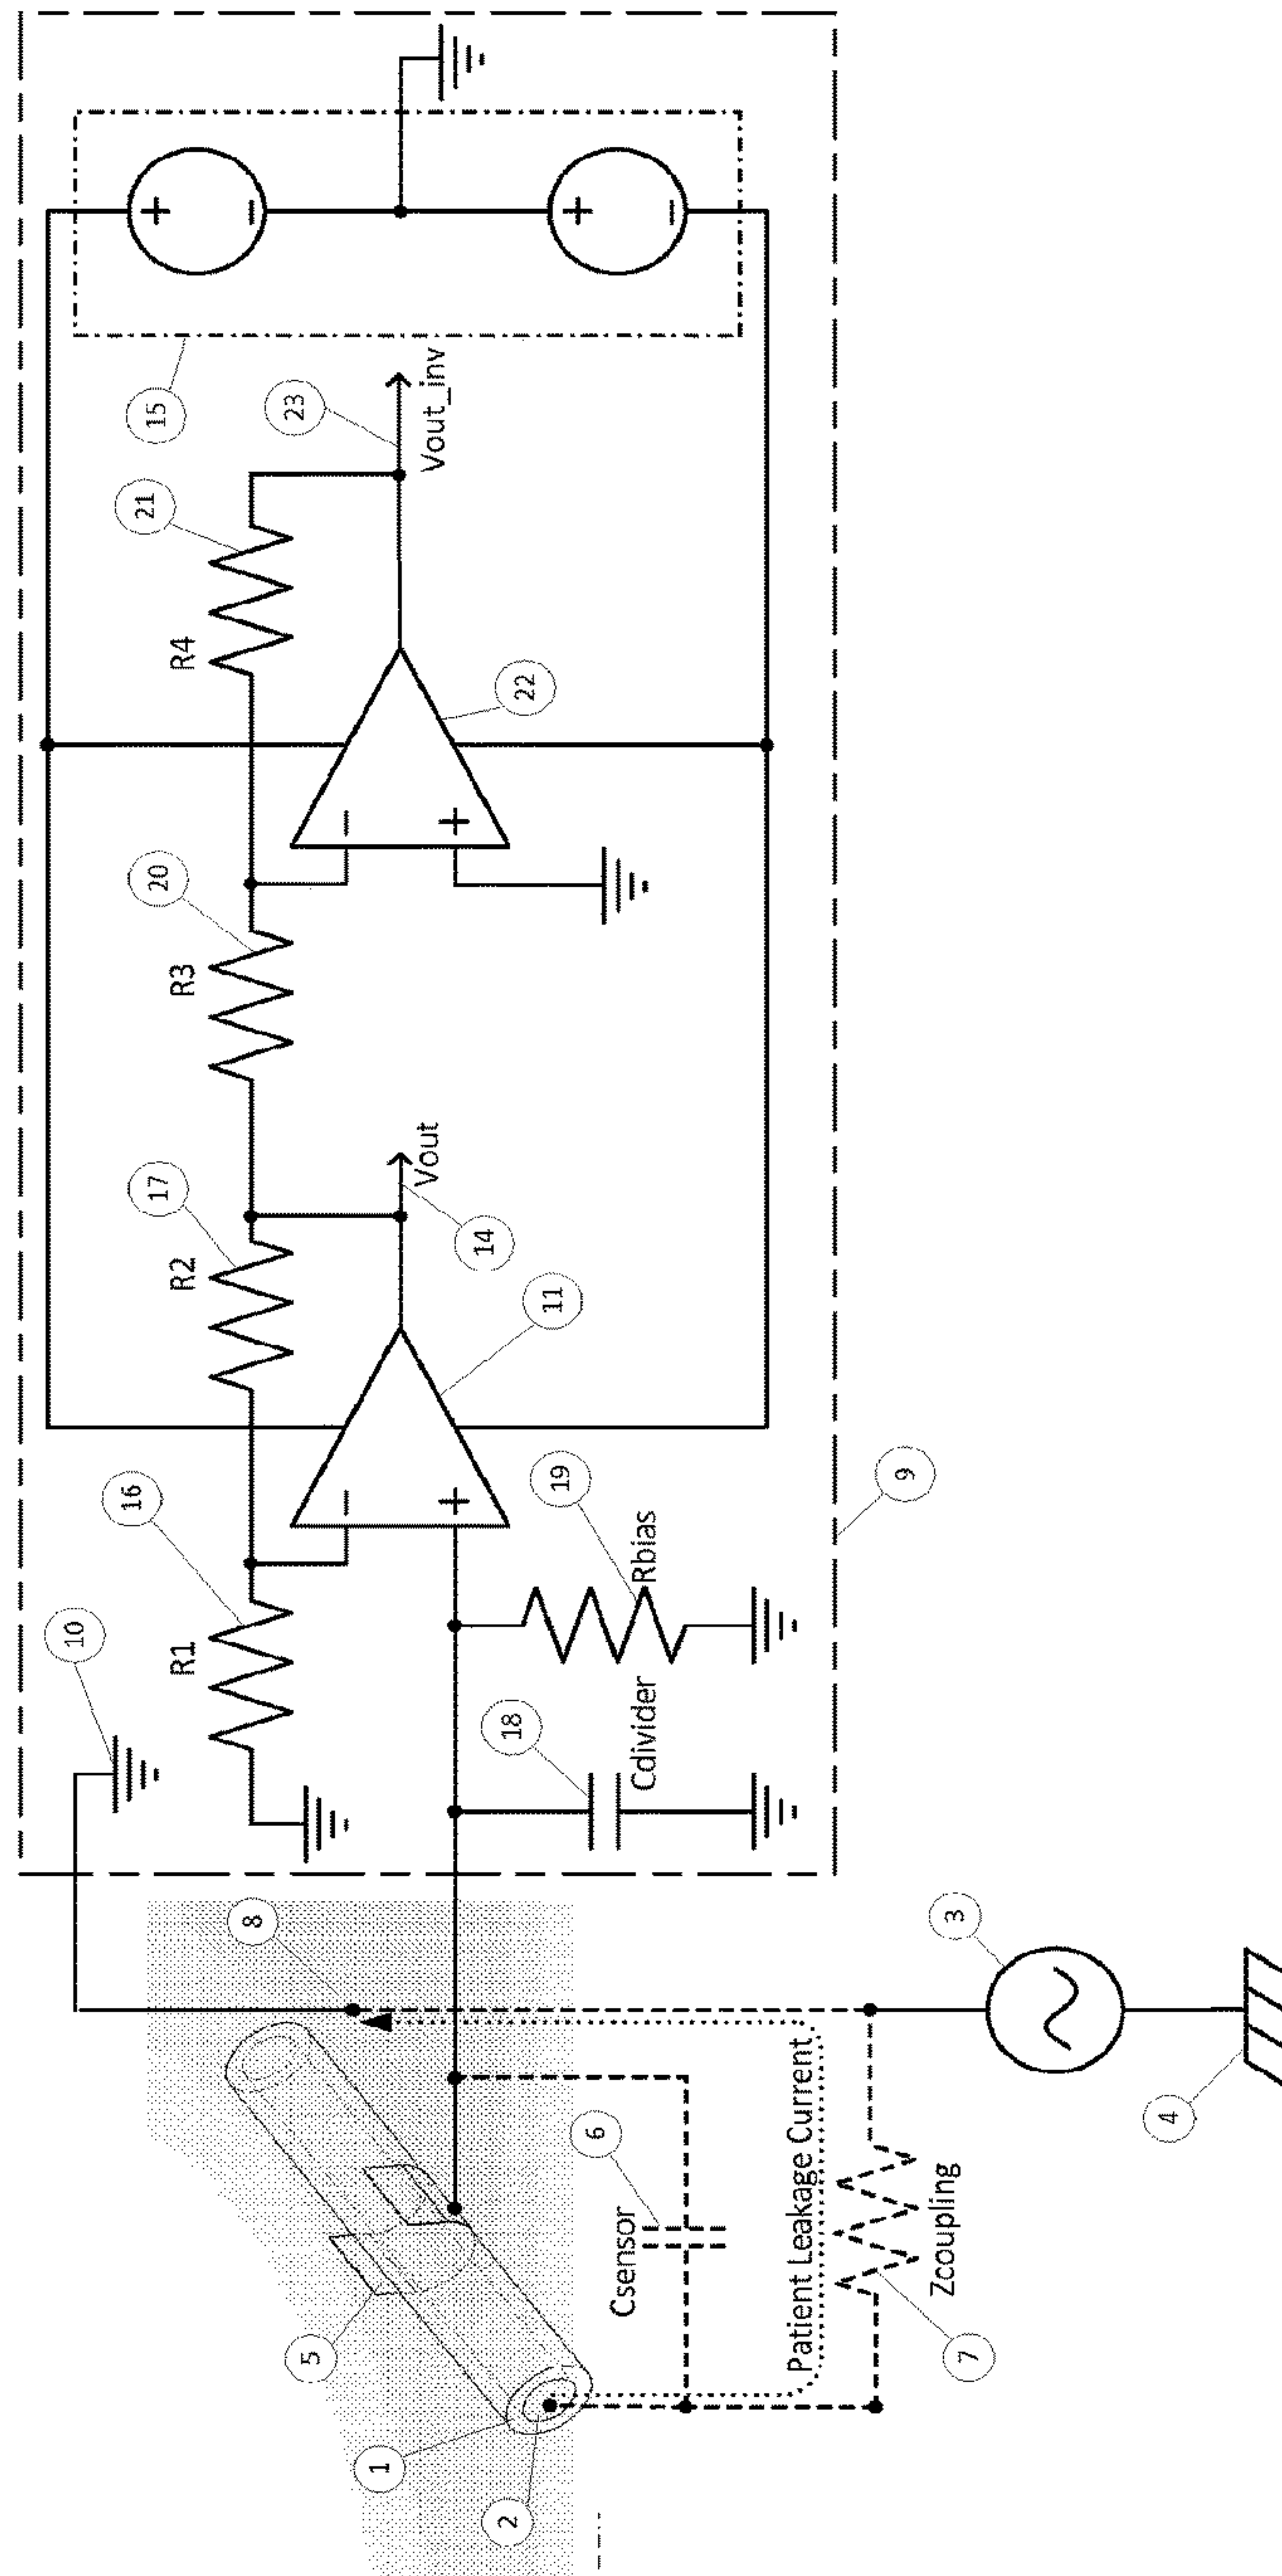 10
16
R1
17
R2
20
R3
21
R4
15
+
-
+
-
8
5
1
2
-
+
11
14
Vout
-
+
22
23
Vout_inv
18
Cdivider
19
Rbias
9
6
Csensor
Patient Leakage Current
7
Zcoupling
3
4